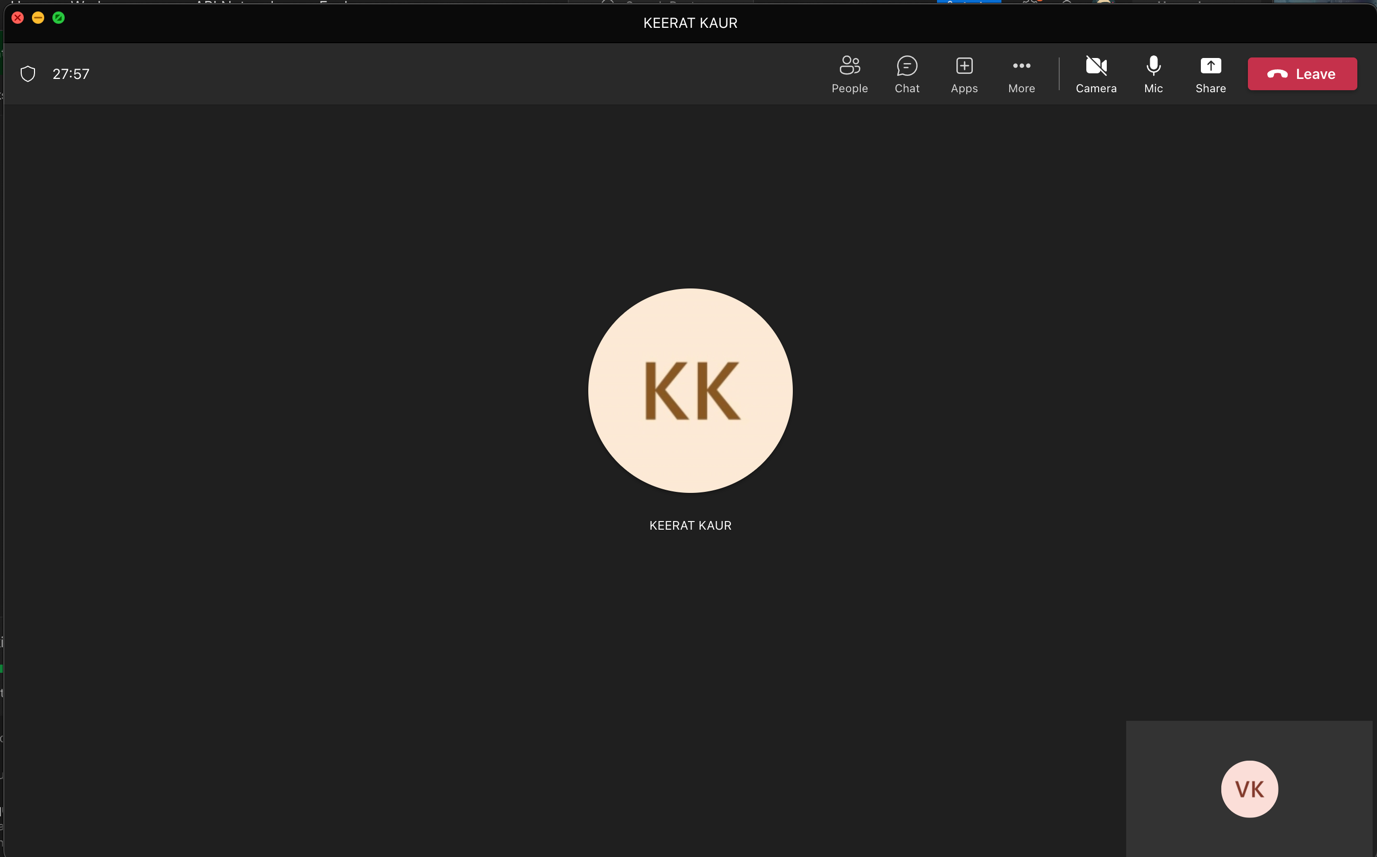 KEERAT KAUR
27:57
People Chat Apps More Camera Mic Share Leave
KK
KEERAT KAUR
VK